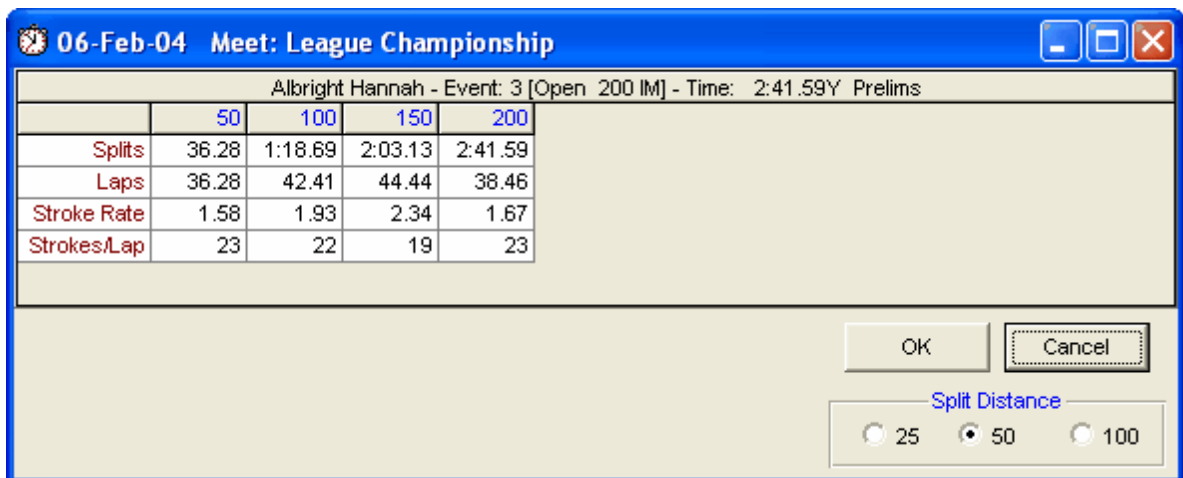 06-Feb-04 Meet: League Championship
Albright Hannah - Event: 3 [Open 200 IM] - Time: 2:41.59Y Prelims
50 100 150 200
Splits 36.28 1:18.69 2:03.13 2:41.59
Laps 36.28 42.41 44.44 38.46
Stroke Rate 1.58 1.93 2.34 1.67
Strokes/Lap 23 22 19 23
OK Cancel
Split Distance
25 50 100